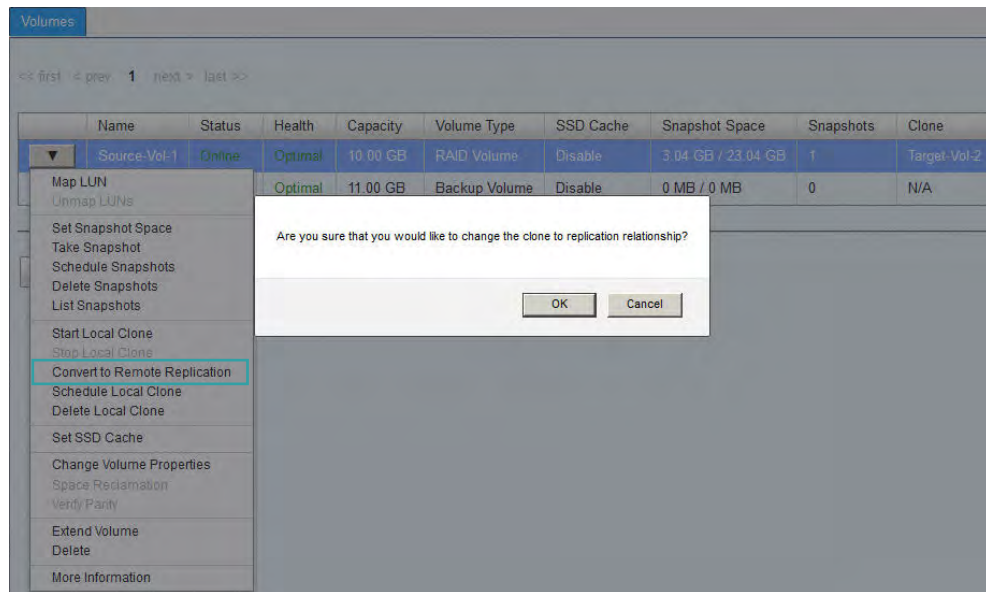 Volumes
<< first < prev 1 next > last >>
Name Status Health Capacity Volume Type SSD Cache Snapshot Space Snapshots Clone
▼ Source-Vol-1 Online Optimal 10.00 GB RAID Volume Disable 3.04 GB / 23.04 GB 1 Target-Vol-2
Optimal 11.00 GB Backup Volume Disable 0 MB / 0 MB 0 N/A
Map LUN
Unmap LUNs
Set Snapshot Space
Take Snapshot
Schedule Snapshots
Delete Snapshots
List Snapshots
Start Local Clone
Stop Local Clone
Convert to Remote Replication
Schedule Local Clone
Delete Local Clone
Set SSD Cache
Change Volume Properties
Space Reclamation
Verify Parity
Extend Volume
Delete
More Information
Are you sure that you would like to change the clone to replication relationship?
OK Cancel